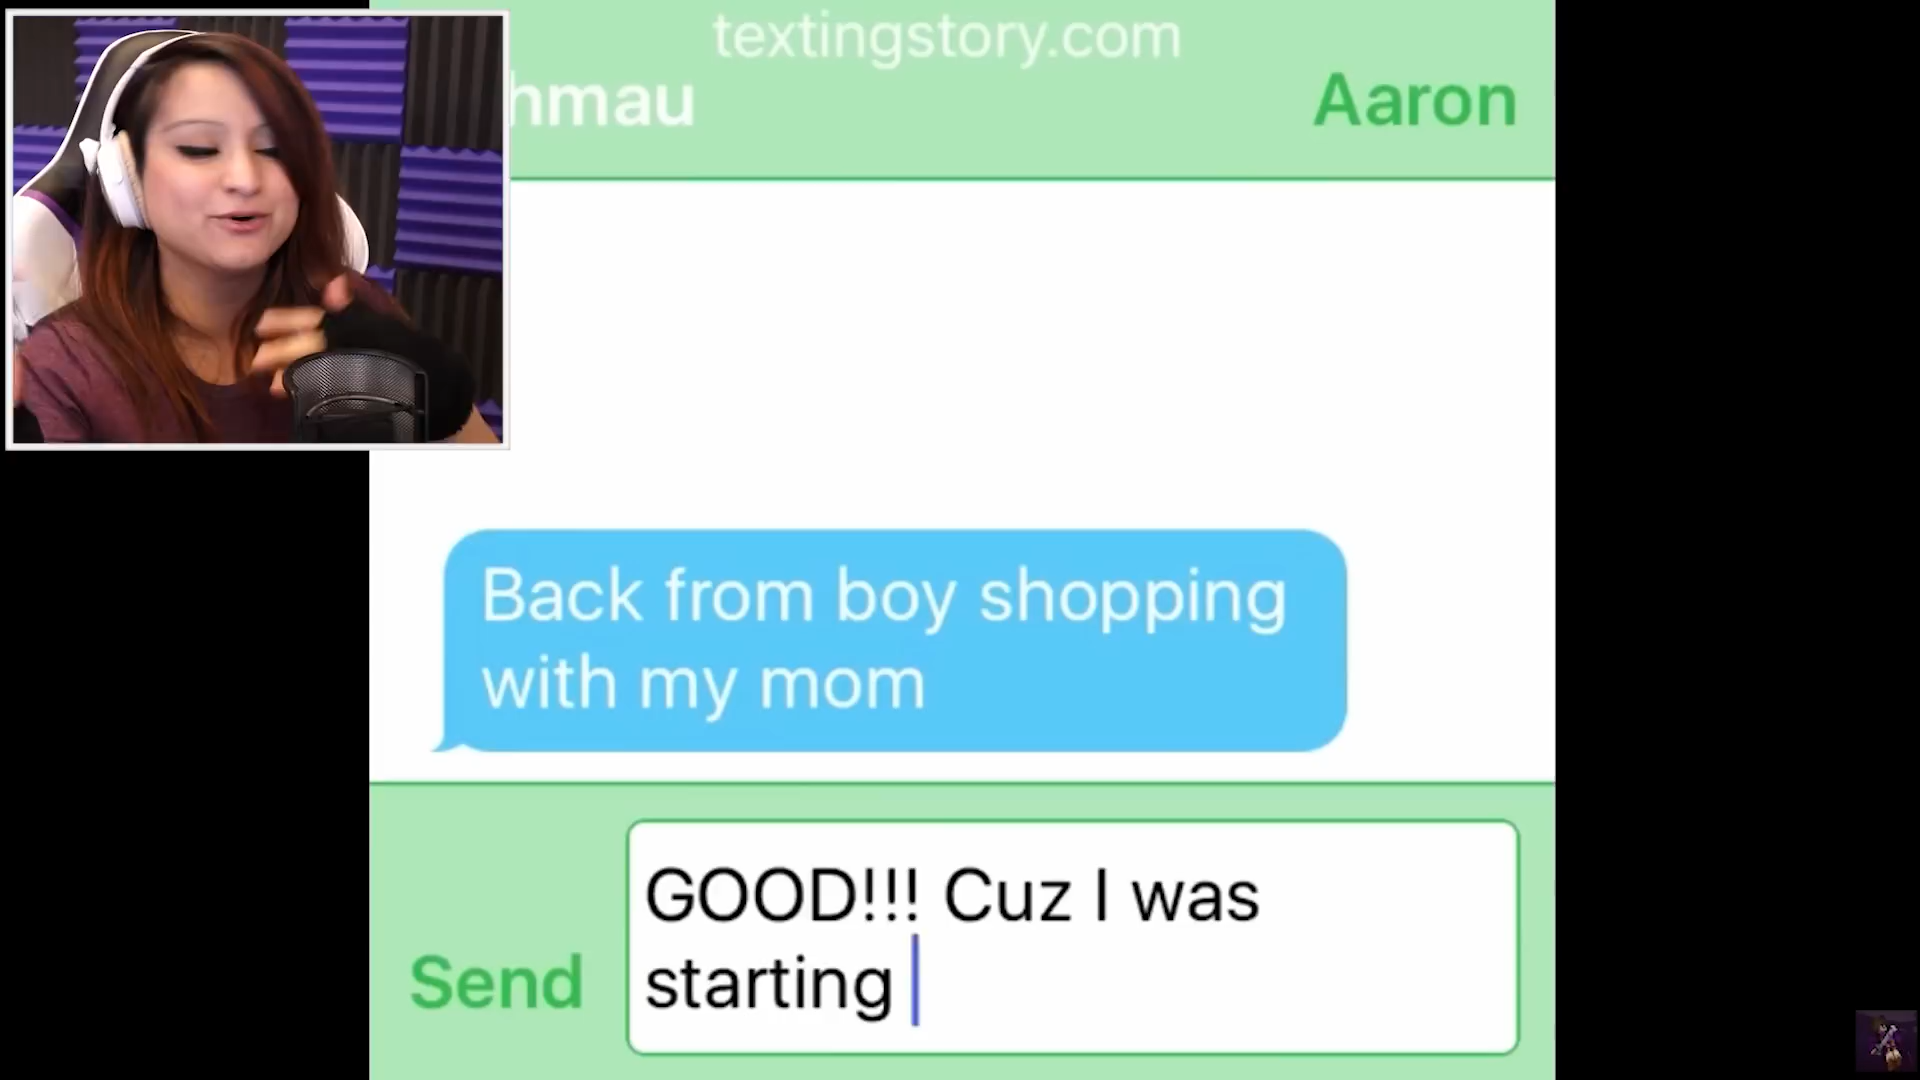 textingstory.com
hmau
Aaron
Back from boy shopping
with my mom
GOOD!!! Cuz I was
starting
Send